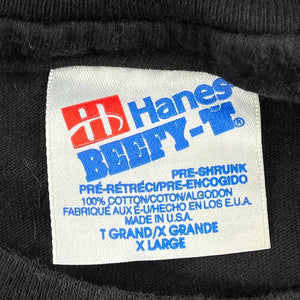 Hanes
BEEFY-T®
PRE-SHRUNK
PRÉ-RÉTRÉCI/PRE-ENCOGIDO
100% COTTON/COTON/ALGODON
FABRIQUÉ AUX É-U/HECHO EN LOS E.U.A.
MADE IN U.S.A.
T GRAND/X GRANDE
X LARGE